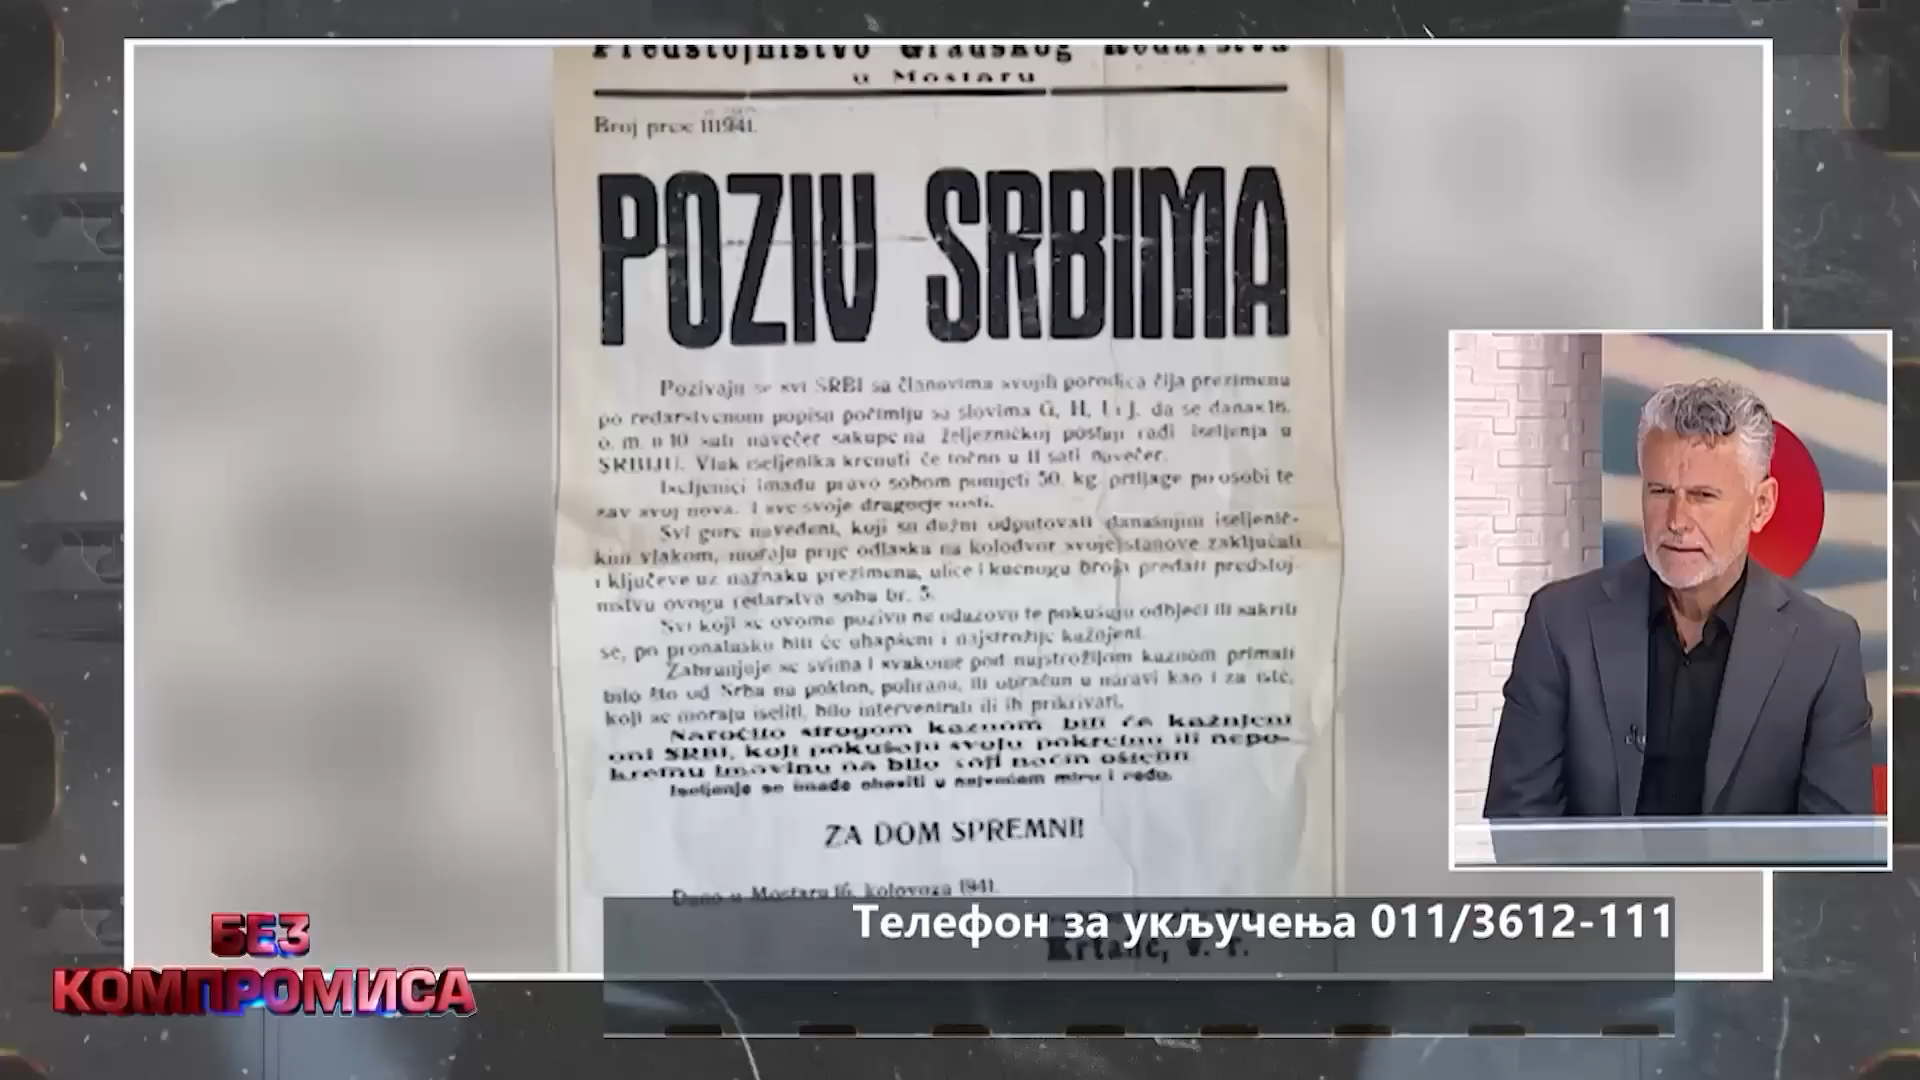 Predstojništvo Gradskog Redarstva
u Mostaru
Broj prex 111941.
POZIV SRBIMA
Pozivaju se svi SRBI sa članovima svojih porodica čija prezimena
po redarstvenom popisu počimlju sa slovima G, H, I i J. da se danas 16.
o. m. u 10 sati navečer sakupe na željezničkoj postaji radi iseljenja u
SRBIJU. Vlak iseljenika krenuti će točno u 11 sati navečer.
Iseljenici imadu pravo sobom ponijeti 50. kg. prtljage po osobi te
sav svoj novac I sve svoje dragocjenosti.
Svi gore navedeni, koji su dužni odputovati današnjim iseljenič-
kim vlakom, moraju prije odlaska na kolodvor svoje stanove zaključati
i ključeve uz naznaku prezimena, ulice i kućnoga broja predati predstoj-
ništvu ovoga redarstva soba br. 5.
Svi koji se ovome pozivu ne odazovu te pokušaju odbjeći ili sakriti
se, po pronalasku biti će uhapšeni i najstrožije kažnjeni.
Zabranjuje se svima i svakome pod najstrožijom kaznom primati
bilo što od Srba na poklon, pohranu, ili obračun u naravi kao i za iste,
koji se moraju iseliti, bilo intervenirati ili ih prikrivati.
Naročito strogom kaznom biti će kažnjeni
oni SRBI, koji pokušaju svoju pokretnu ili nepo-
kretnu imovinu na bilo koji način oštetiti
Iseljenje se imade obaviti u najvećem miru i redu.
ZA DOM SPREMNI!
Dano u Mostaru 16. kolovoza 1941.
Krtalić, v. r.
Телефон за укључења 011/3612-111
БЕЗ
КОМПРОМИСА